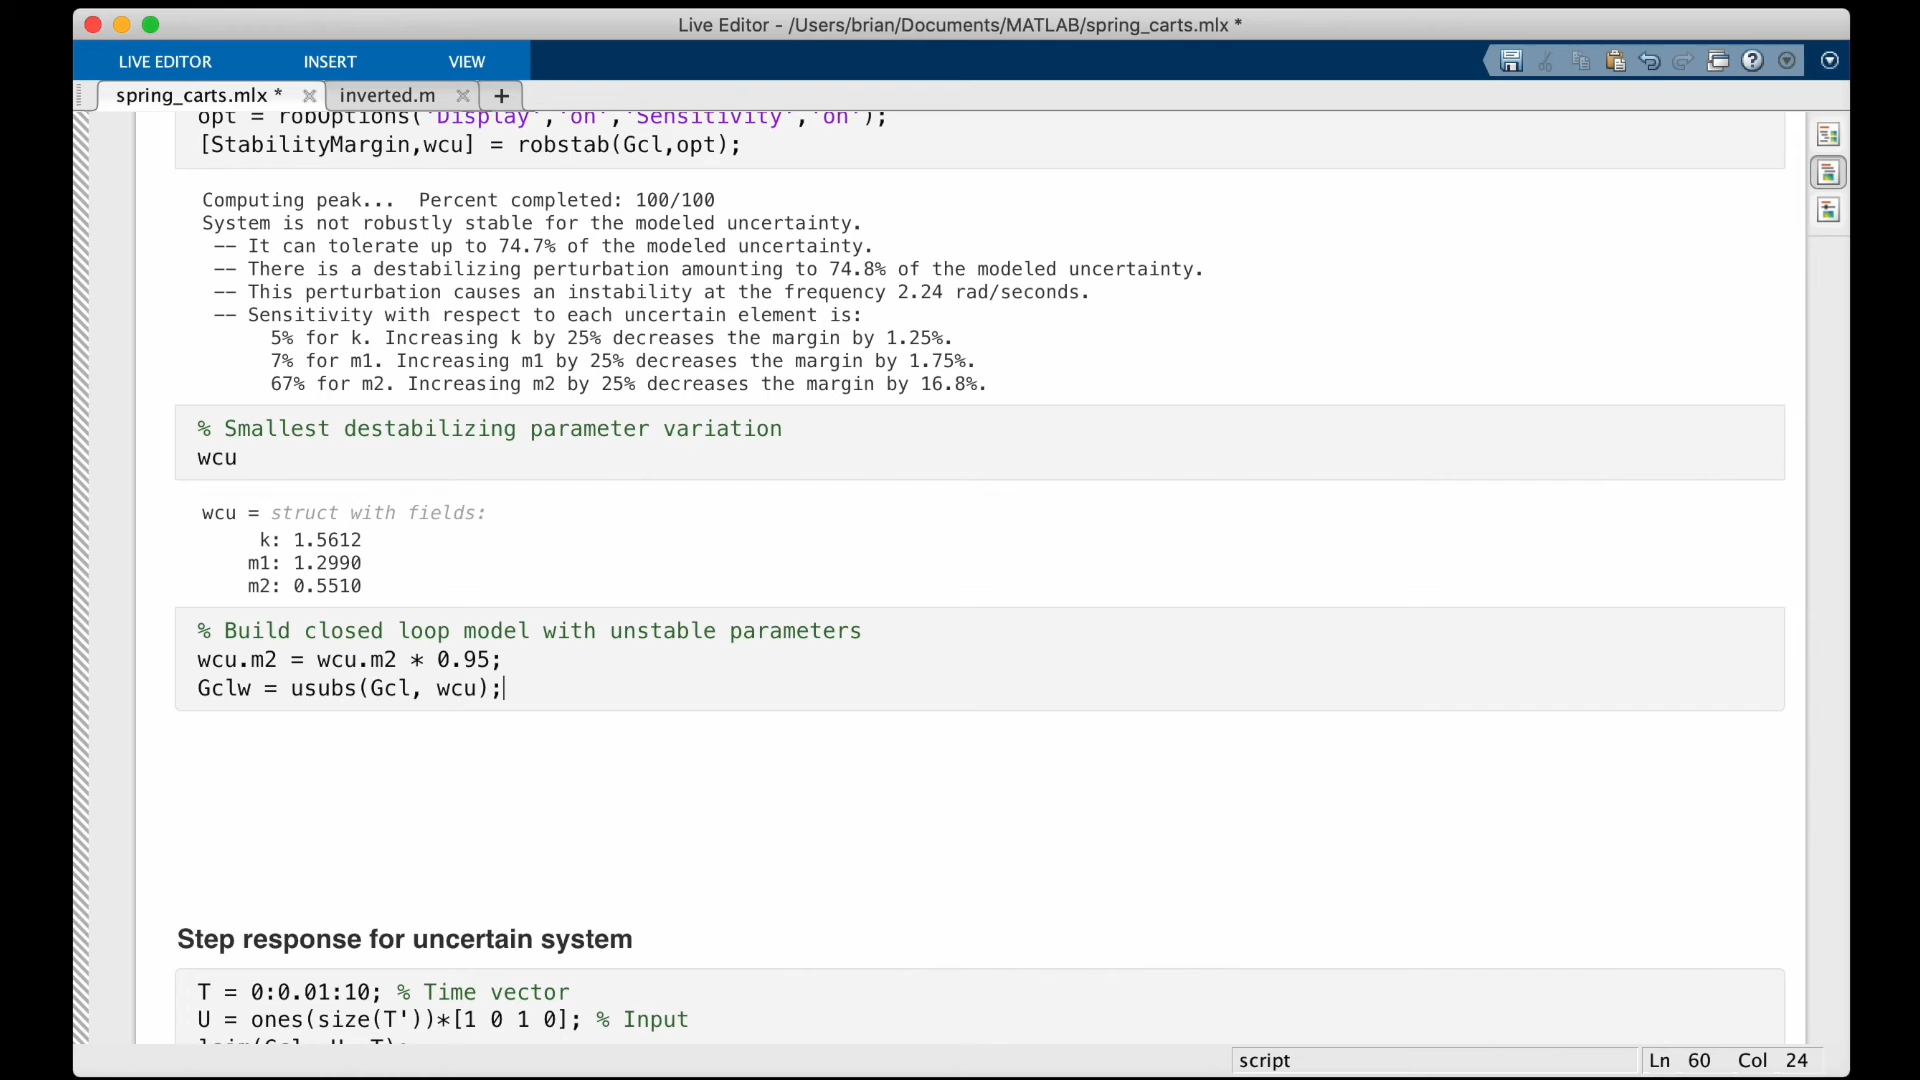 Live Editor - /Users/brian/Documents/MATLAB/spring_carts.mlx *
LIVE EDITOR INSERT VIEW
spring_carts.mlx * inverted.m
opt = robOptions('Display','on','Sensitivity','on');
[StabilityMargin,wcu] = robstab(Gcl,opt);
Computing peak... Percent completed: 100/100
System is not robustly stable for the modeled uncertainty.
-- It can tolerate up to 74.7% of the modeled uncertainty.
-- There is a destabilizing perturbation amounting to 74.8% of the modeled uncertainty.
-- This perturbation causes an instability at the frequency 2.24 rad/seconds.
-- Sensitivity with respect to each uncertain element is:
5% for k. Increasing k by 25% decreases the margin by 1.25%.
7% for m1. Increasing m1 by 25% decreases the margin by 1.75%.
67% for m2. Increasing m2 by 25% decreases the margin by 16.8%.
% Smallest destabilizing parameter variation
wcu
wcu = struct with fields:
k: 1.5612
m1: 1.2990
m2: 0.5510
% Build closed loop model with unstable parameters
wcu.m2 = wcu.m2 * 0.95;
Gclw = usubs(Gcl, wcu);
Step response for uncertain system
T = 0:0.01:10; % Time vector
U = ones(size(T'))*[1 0 1 0]; % Input
script Ln 60 Col 24